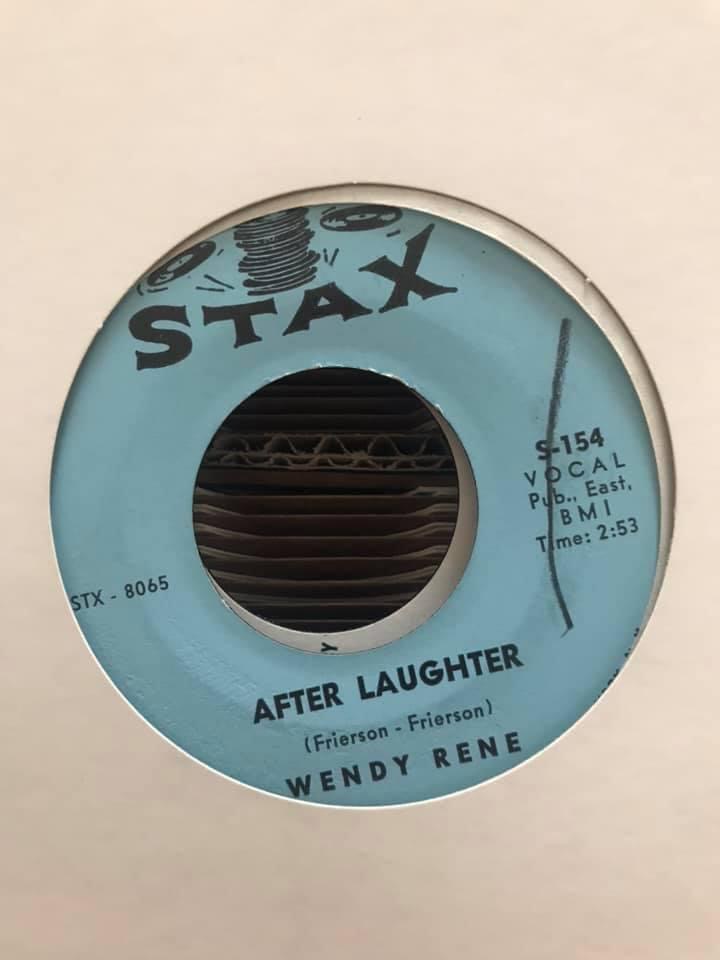 STAX
S-154
VOCAL
Pub., East,
BMI
Time: 2:53
STX - 8065
AFTER LAUGHTER
(Frierson - Frierson)
WENDY RENE